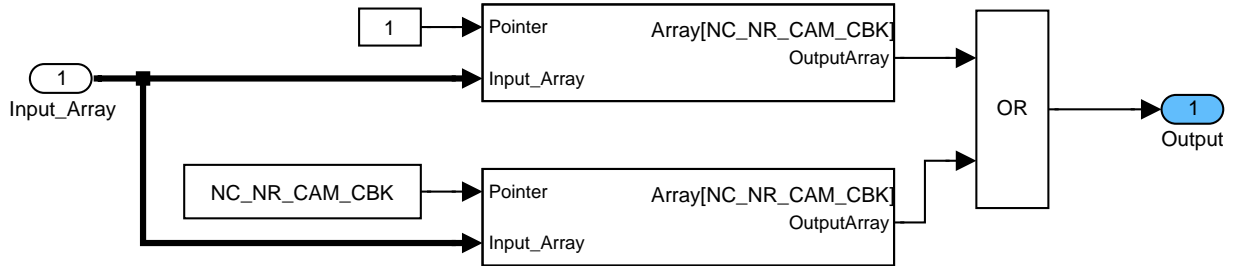 1
Pointer
Array[NC_NR_CAM_CBK]
OutputArray
Input_Array
1
Input_Array
OR
1
Output
NC_NR_CAM_CBK
Pointer
Array[NC_NR_CAM_CBK]
OutputArray
Input_Array